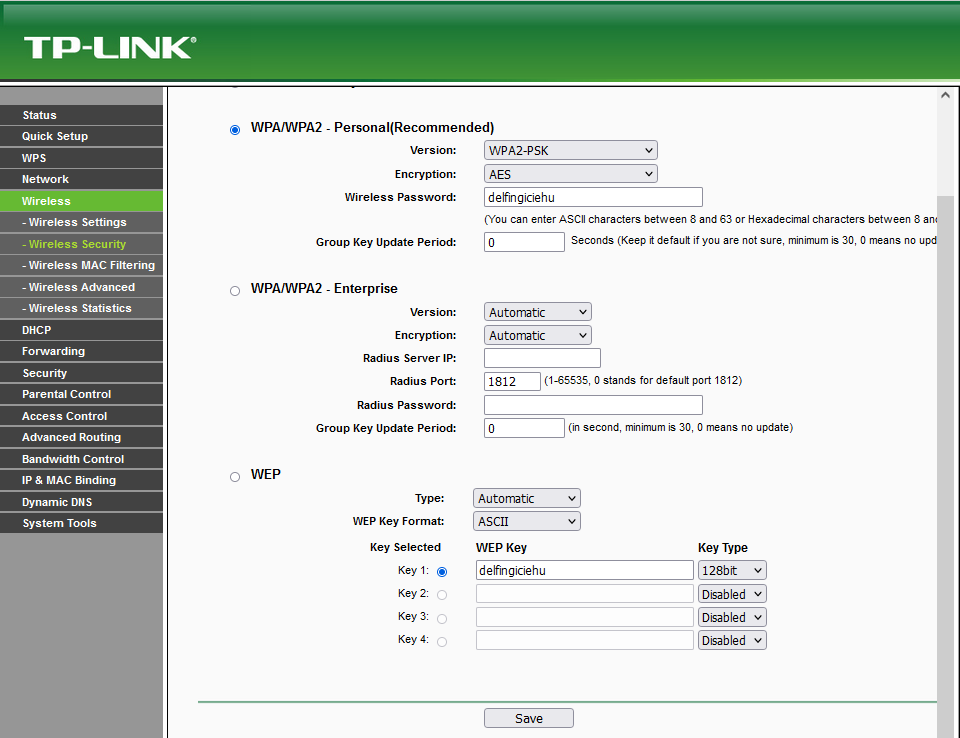 TP-LINK®
Status
Quick Setup
WPS
Network
Wireless
- Wireless Settings
- Wireless Security
- Wireless MAC Filtering
- Wireless Advanced
- Wireless Statistics
DHCP
Forwarding
Security
Parental Control
Access Control
Advanced Routing
Bandwidth Control
IP & MAC Binding
Dynamic DNS
System Tools
WPA/WPA2 - Personal(Recommended)
Version: WPA2-PSK
Encryption: AES
Wireless Password: delfingiciehu
(You can enter ASCII characters between 8 and 63 or Hexadecimal characters between 8 and
Group Key Update Period: 0 Seconds (Keep it default if you are not sure, minimum is 30, 0 means no upd
WPA/WPA2 - Enterprise
Version: Automatic
Encryption: Automatic
Radius Server IP:
Radius Port: 1812 (1-65535, 0 stands for default port 1812)
Radius Password:
Group Key Update Period: 0 (in second, minimum is 30, 0 means no update)
WEP
Type: Automatic
WEP Key Format: ASCII
Key Selected WEP Key Key Type
Key 1: delfingiciehu 128bit
Key 2: Disabled
Key 3: Disabled
Key 4: Disabled
Save